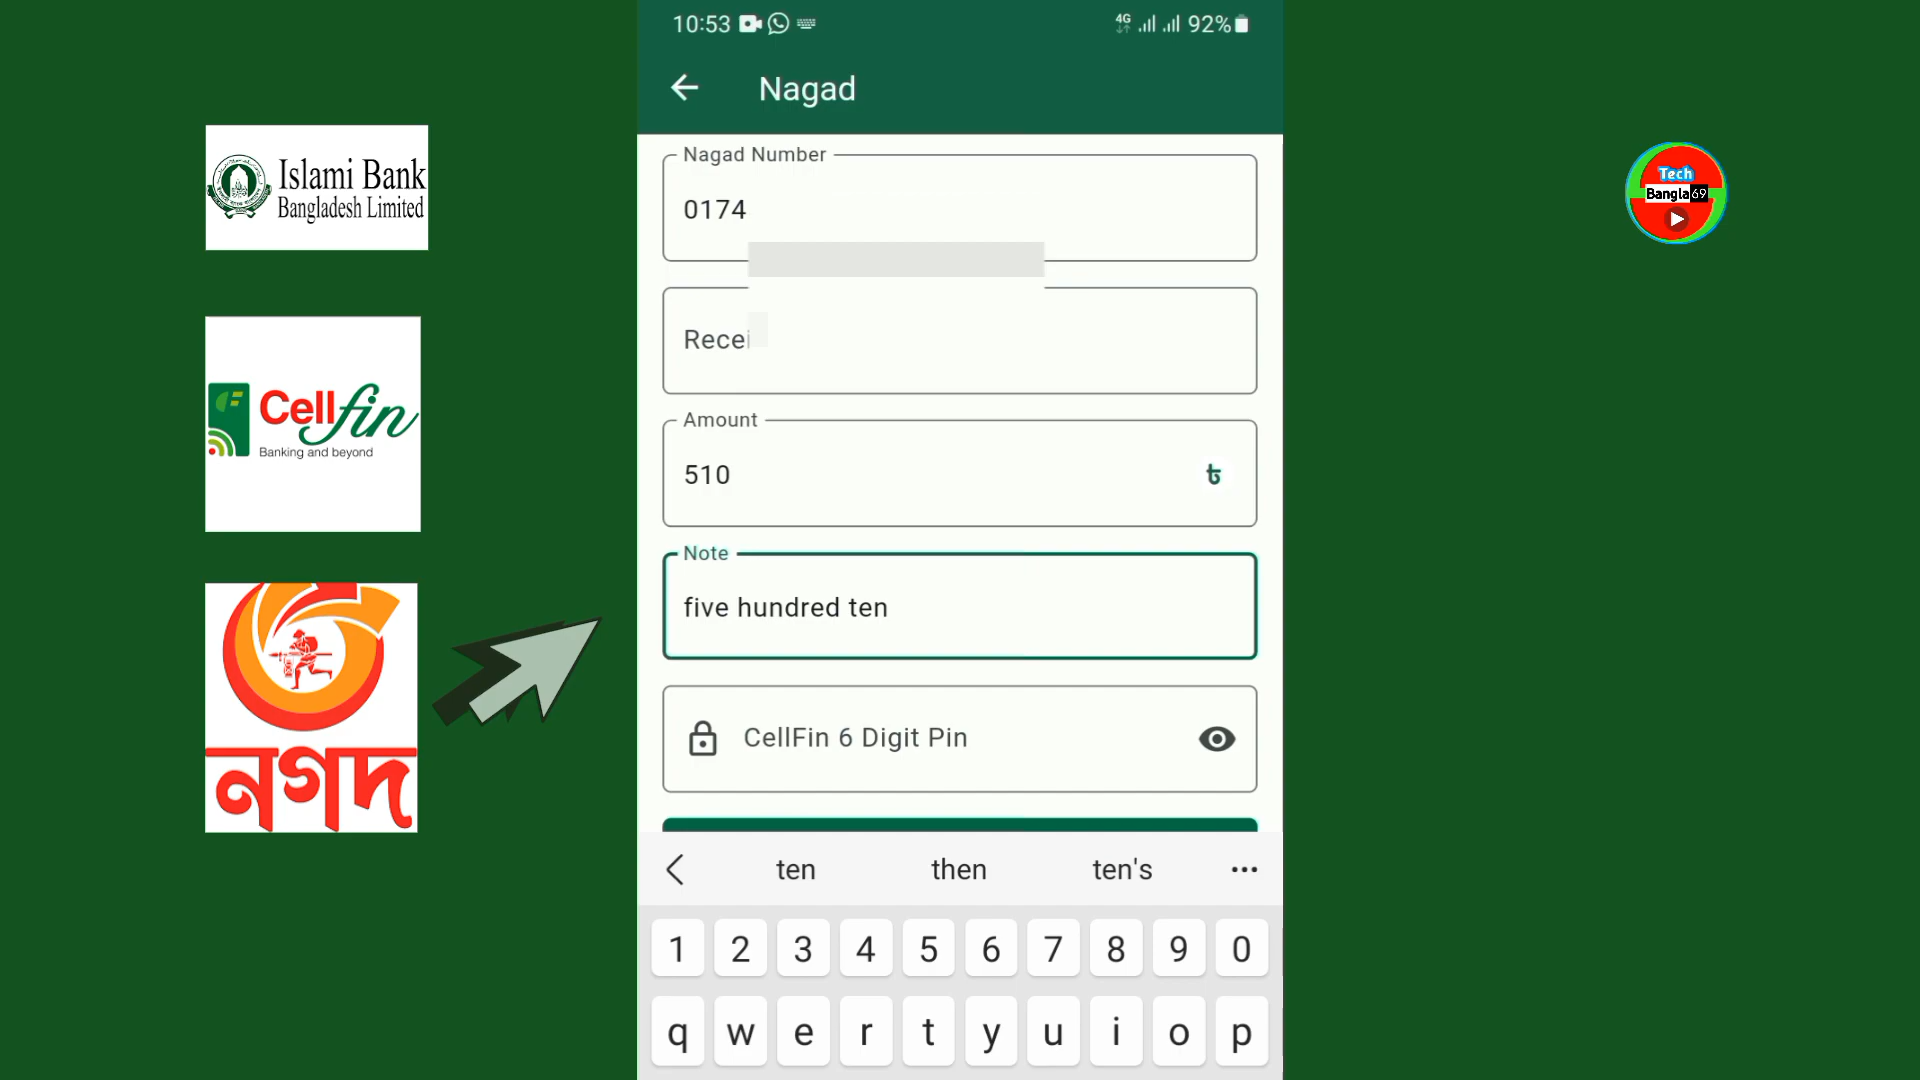 10:53
4G 92%
Nagad
Islami Bank
Bangladesh Limited
Cellfin
Banking and beyond
নগদ
Nagad Number
0174
Recei
Amount
510
৳
Note
five hundred ten
CellFin 6 Digit Pin
ten then ten's
1 2 3 4 5 6 7 8 9 0
q w e r t y u i o p
Tech
Bangla 69